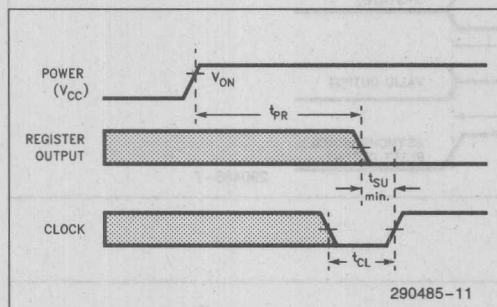 POWER
(VCC)
VON
tPR
REGISTER
OUTPUT
tSU
min.
CLOCK
tCL
290485-11